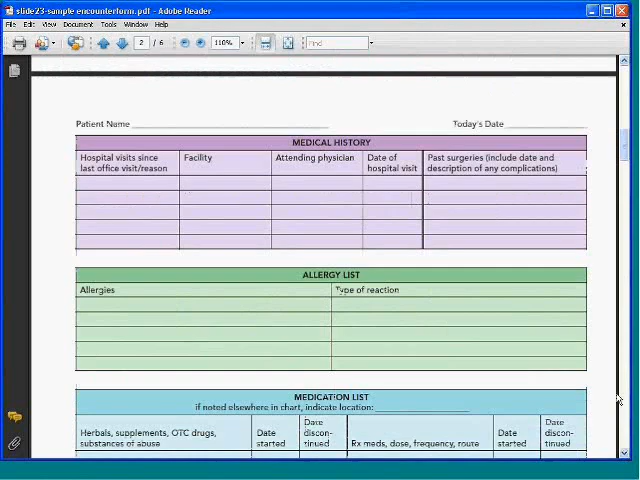 slide23-sample encounterform.pdf - Adobe Reader
File Edit View Document Tools Window Help
2 / 6 110% Find
Patient Name Today's Date
MEDICAL HISTORY
Hospital visits since last office visit/reason
Facility
Attending physician
Date of hospital visit
Past surgeries (include date and description of any complications)
ALLERGY LIST
Allergies Type of reaction
MEDICATION LIST
if noted elsewhere in chart, indicate location:
Herbals, supplements, OTC drugs, substances of abuse
Date started
Date discon-tinued
Rx meds, dose, frequency, route
Date started
Date discon-tinued